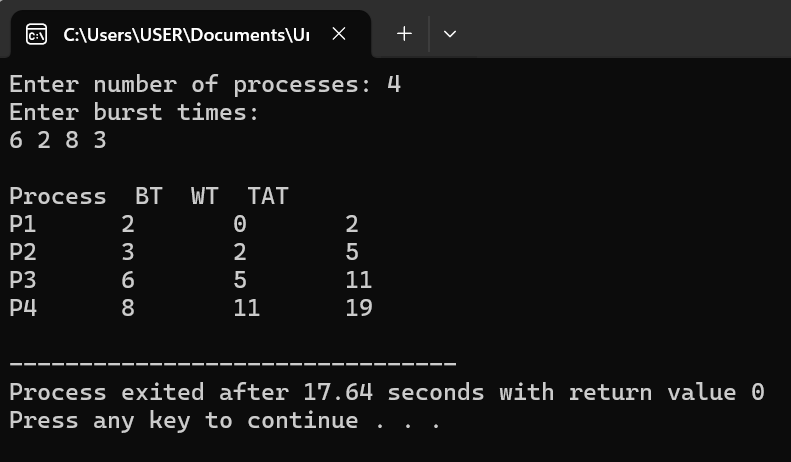 C:\Users\USER\Documents\Ur
Enter number of processes: 4
Enter burst times:
6 2 8 3
Process  BT  WT  TAT
P1      2       0       2
P2      3       2       5
P3      6       5       11
P4      8       11      19
--------------------------------
Process exited after 17.64 seconds with return value 0
Press any key to continue . . .